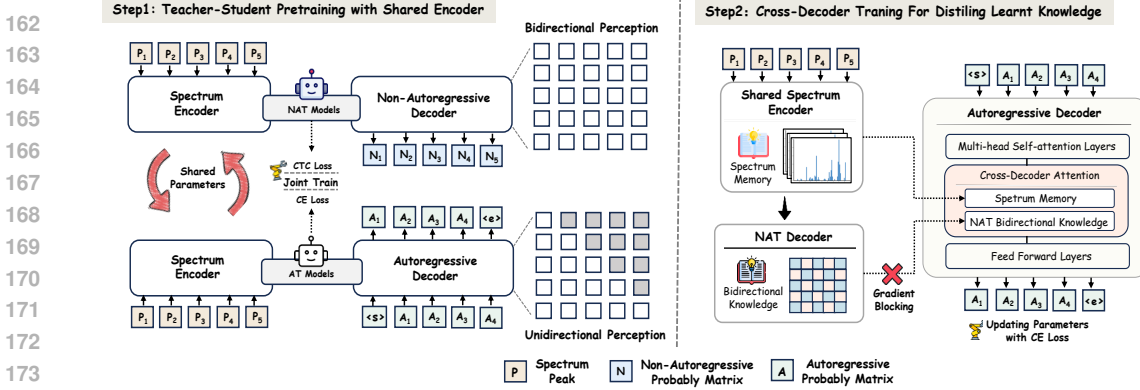 162
163
164
165
166
167
168
169
170
171
172
173
Step1: Teacher-Student Pretraining with Shared Encoder
P1 P2 P3 P4 P5
Spectrum
Encoder
NAT Models
Non-Autoregressive
Decoder
N1 N2 N3 N4 N5
Bidirectional Perception
Shared
Parameters
CTC Loss
Joint Train
CE Loss
A1 A2 A3 A4 <e>
Spectrum
Encoder
AT Models
Autoregressive
Decoder
P1 P2 P3 P4 P5
<s> A1 A2 A3 A4
Unidirectional Perception
Step2: Cross-Decoder Traning For Distiling Learnt Knowledge
P1 P2 P3 P4 P5
Shared Spectrum
Encoder
Spectrum
Memory
NAT Decoder
Bidirectional
Knowledge
Gradient
Blocking
<s> A1 A2 A3 A4
Autoregressive Decoder
Multi-head Self-attention Layers
Cross-Decoder Attention
Spetrum Memory
NAT Bidirectional Knowledge
Feed Forward Layers
A1 A2 A3 A4 <e>
Updating Parameters
with CE Loss
P Spectrum
Peak
N Non-Autoregressive
Probably Matrix
A Autoregressive
Probably Matrix